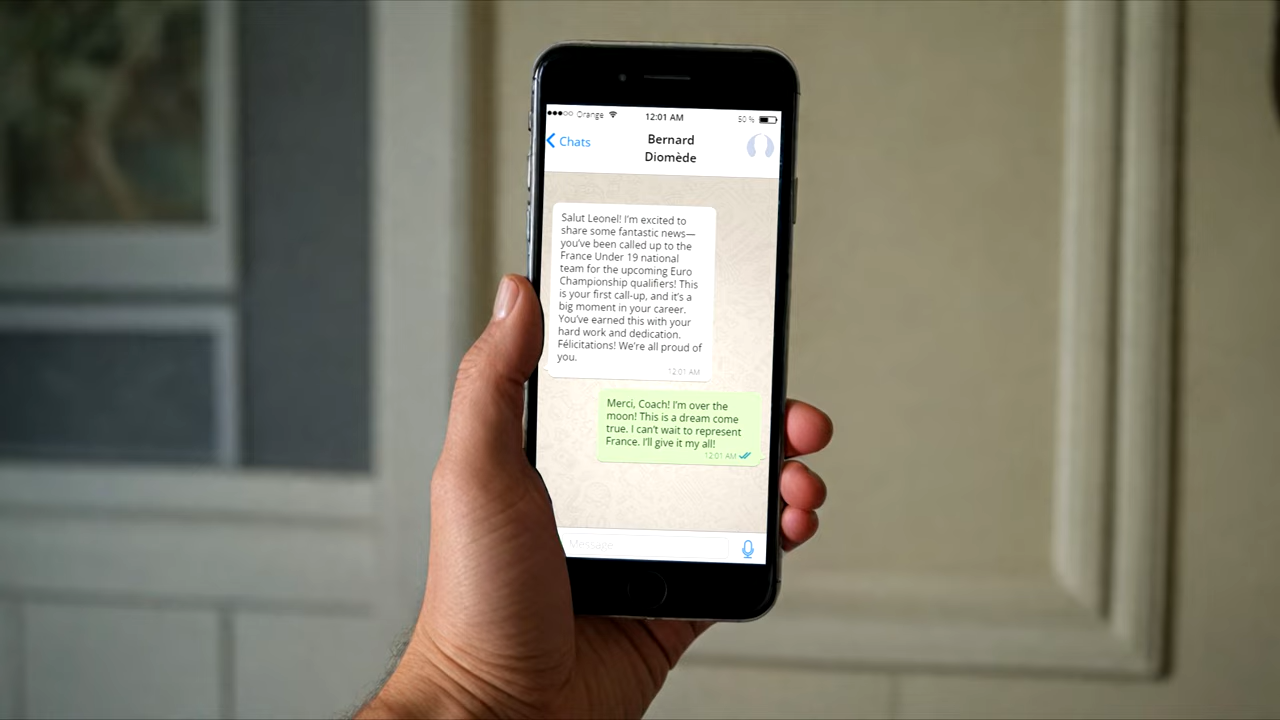 Orange
12:01 AM
50 %
Chats
Bernard
Diomède
Salut Leonel! I'm excited to
share some fantastic news—
you've been called up to the
France Under 19 national
team for the upcoming Euro
Championship qualifiers! This
is your first call-up, and it's a
big moment in your career.
You've earned this with your
hard work and dedication.
Félicitations! We're all proud of
you.
12:01 AM
Merci, Coach! I'm over the
moon! This is a dream come
true. I can't wait to represent
France. I'll give it my all!
12:01 AM
Message